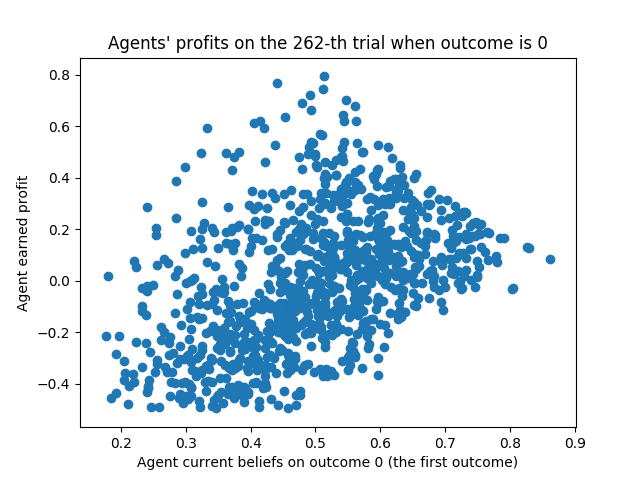 Agents' profits on the 262-th trial when outcome is 0
Agent earned profit
0.8
0.6
0.4
0.2
0.0
−0.2
−0.4
0.2 0.3 0.4 0.5 0.6 0.7 0.8 0.9
Agent current beliefs on outcome 0 (the first outcome)